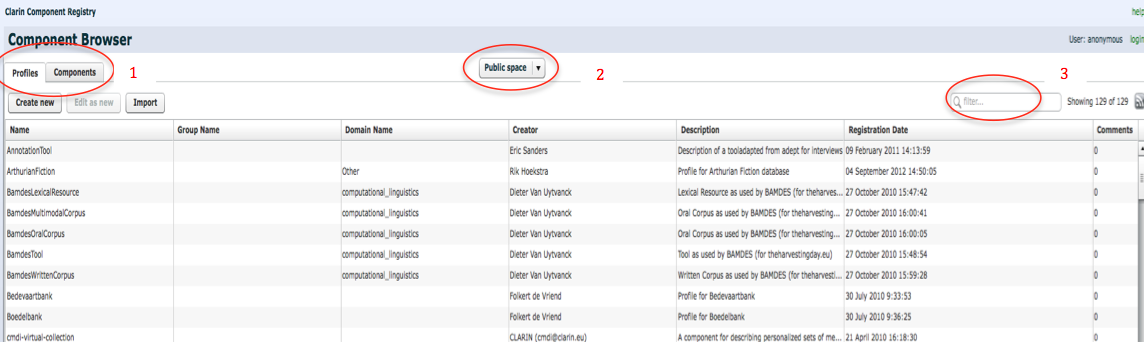 Clarin Component Registry help
Component Browser User: anonymous login
Profiles Components 1 Public space 2 3
Create new Edit as new Import filter... Showing 129 of 129
Name Group Name Domain Name Creator Description Registration Date Comments
AnnotationTool Eric Sanders Description of a tooladapted from adept for interviews 09 February 2011 14:13:59 0
ArthurianFiction Other Rik Hoekstra Profile for Arthurian Fiction database 04 September 2012 14:50:05 0
BamdesLexicalResource computational_linguistics Dieter Van Uytvanck Lexical Resource as used by BAMDES (for theharves... 27 October 2010 15:47:42 0
BamdesMultimodalCorpus computational_linguistics Dieter Van Uytvanck Oral Corpus as used by BAMDES (for theharvesting... 27 October 2010 16:00:41 0
BamdesOralCorpus computational_linguistics Dieter Van Uytvanck Oral Corpus as used by BAMDES (for theharvesting... 27 October 2010 16:00:05 0
BamdesTool computational_linguistics Dieter Van Uytvanck Tool as used by BAMDES (for theharvestingday.eu) 27 October 2010 15:48:54 0
BamdesWrittenCorpus computational_linguistics Dieter Van Uytvanck Written Corpus as used by BAMDES (for theharvesti... 27 October 2010 15:59:28 0
Bedevaartbank Folkert de Vriend Profile for Bedevaartbank 30 July 2010 9:33:53 0
Boedelbank Folkert de Vriend Profile for Boedelbank 30 July 2010 9:36:25 0
cmdi-virtual-collection CLARIN (cmdi@clarin.eu) A component for describing personalized sets of me... 21 April 2010 16:18:30 0